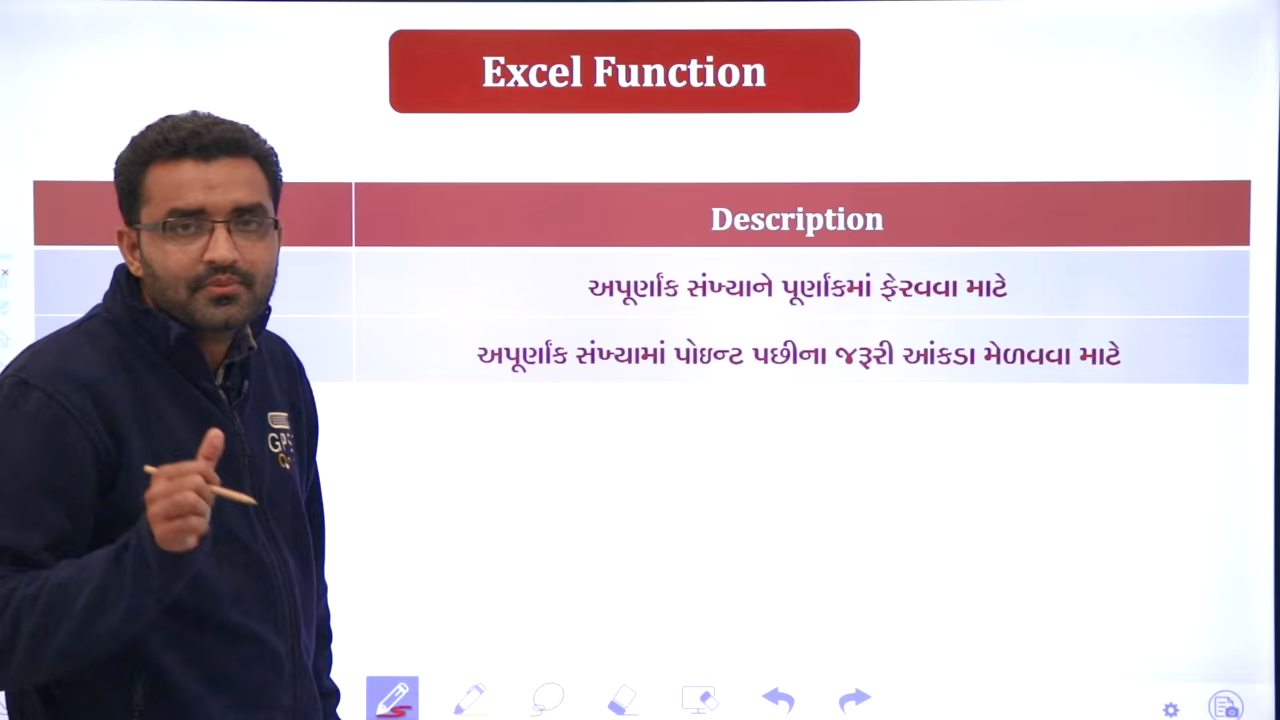 Excel Function
Description
અપૂર્ણાંક સંખ્યાને પૂર્ણાંકમાં ફેરવવા માટે
અપૂર્ણાંક સંખ્યામાં પોઇન્ટ પછીના જરૂરી આંકડા મેળવવા માટે